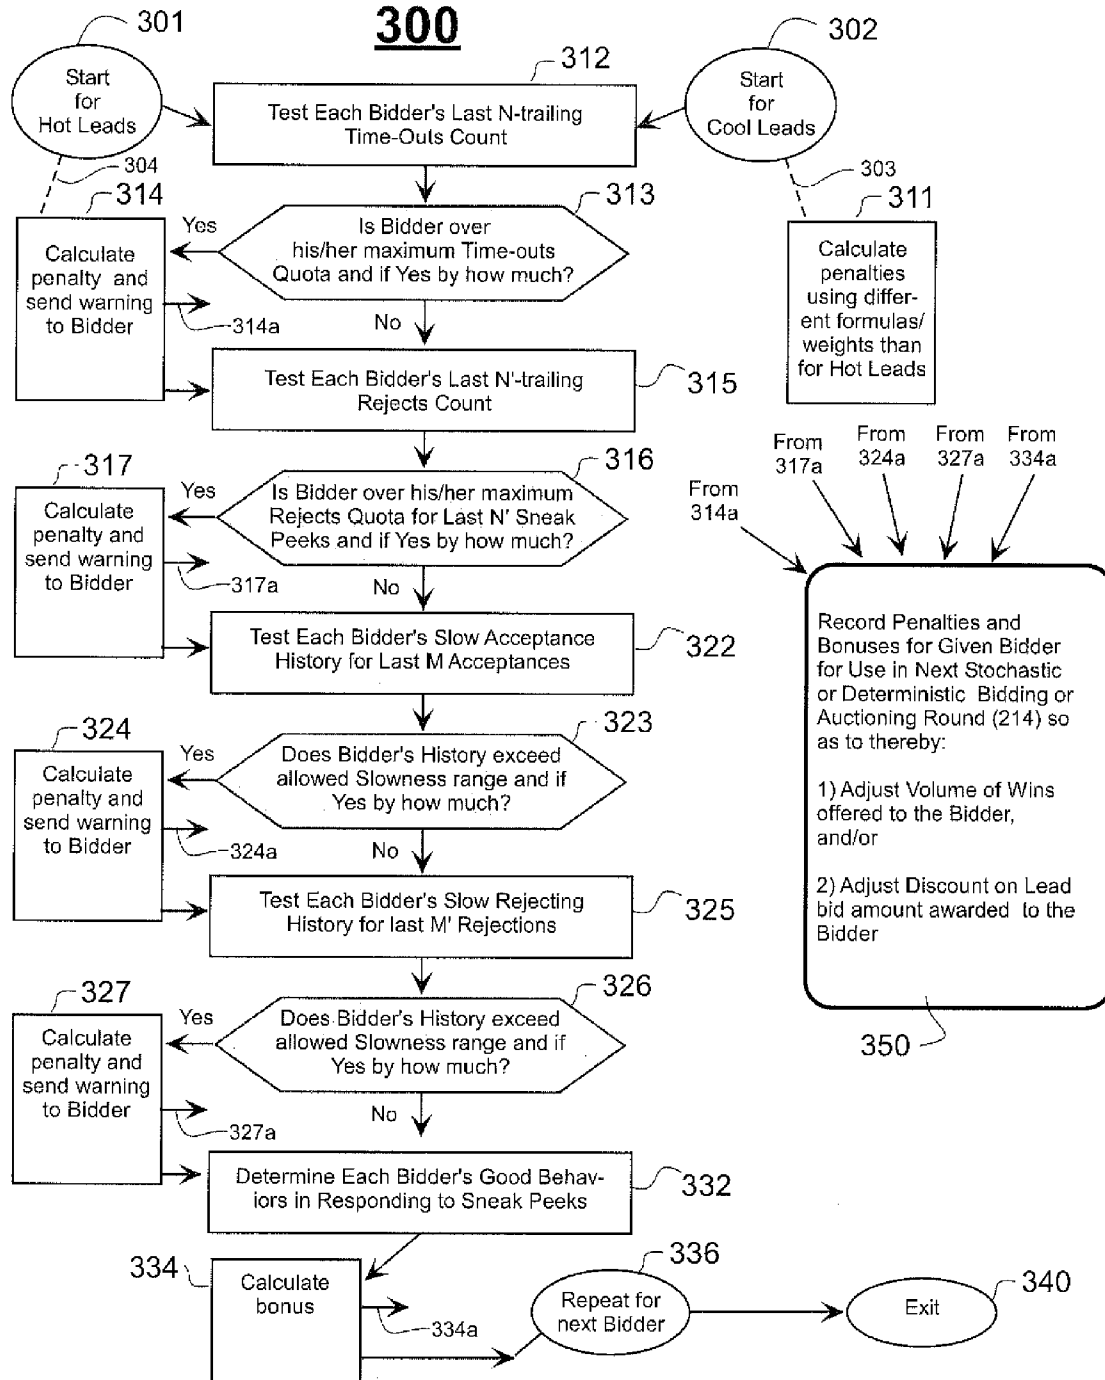 300
301
302
Start
for
Hot Leads
Start
for
Cool Leads
312
Test Each Bidder's Last N-trailing
Time-Outs Count
304
303
314
Calculate
penalty and
send warning
to Bidder
314a
Yes
313
Is Bidder over
his/her maximum Time-outs
Quota and if Yes by how much?
No
311
Calculate
penalties
using differ-
ent formulas/
weights than
for Hot Leads
Test Each Bidder's Last N'-trailing
Rejects Count
315
317
Calculate
penalty and
send warning
to Bidder
317a
Yes
316
Is Bidder over his/her maximum
Rejects Quota for Last N' Sneak
Peeks and if Yes by how much?
No
From
314a
From
317a
From
324a
From
327a
From
334a
Test Each Bidder's Slow Acceptance
History for Last M Acceptances
322
324
Calculate
penalty and
send warning
to Bidder
324a
Yes
323
Does Bidder's History exceed
allowed Slowness range and if
Yes by how much?
No
Record Penalties and
Bonuses for Given Bidder
for Use in Next Stochastic
or Deterministic Bidding or
Auctioning Round (214) so
as to thereby:
1) Adjust Volume of Wins
offered to the Bidder,
and/or
2) Adjust Discount on Lead
bid amount awarded to the
Bidder
350
Test Each Bidder's Slow Rejecting
History for last M' Rejections
325
327
Calculate
penalty and
send warning
to Bidder
327a
Yes
326
Does Bidder's History exceed
allowed Slowness range and if
Yes by how much?
No
Determine Each Bidder's Good Behav-
iors in Responding to Sneak Peeks
332
334
Calculate
bonus
334a
336
Repeat for
next Bidder
Exit
340